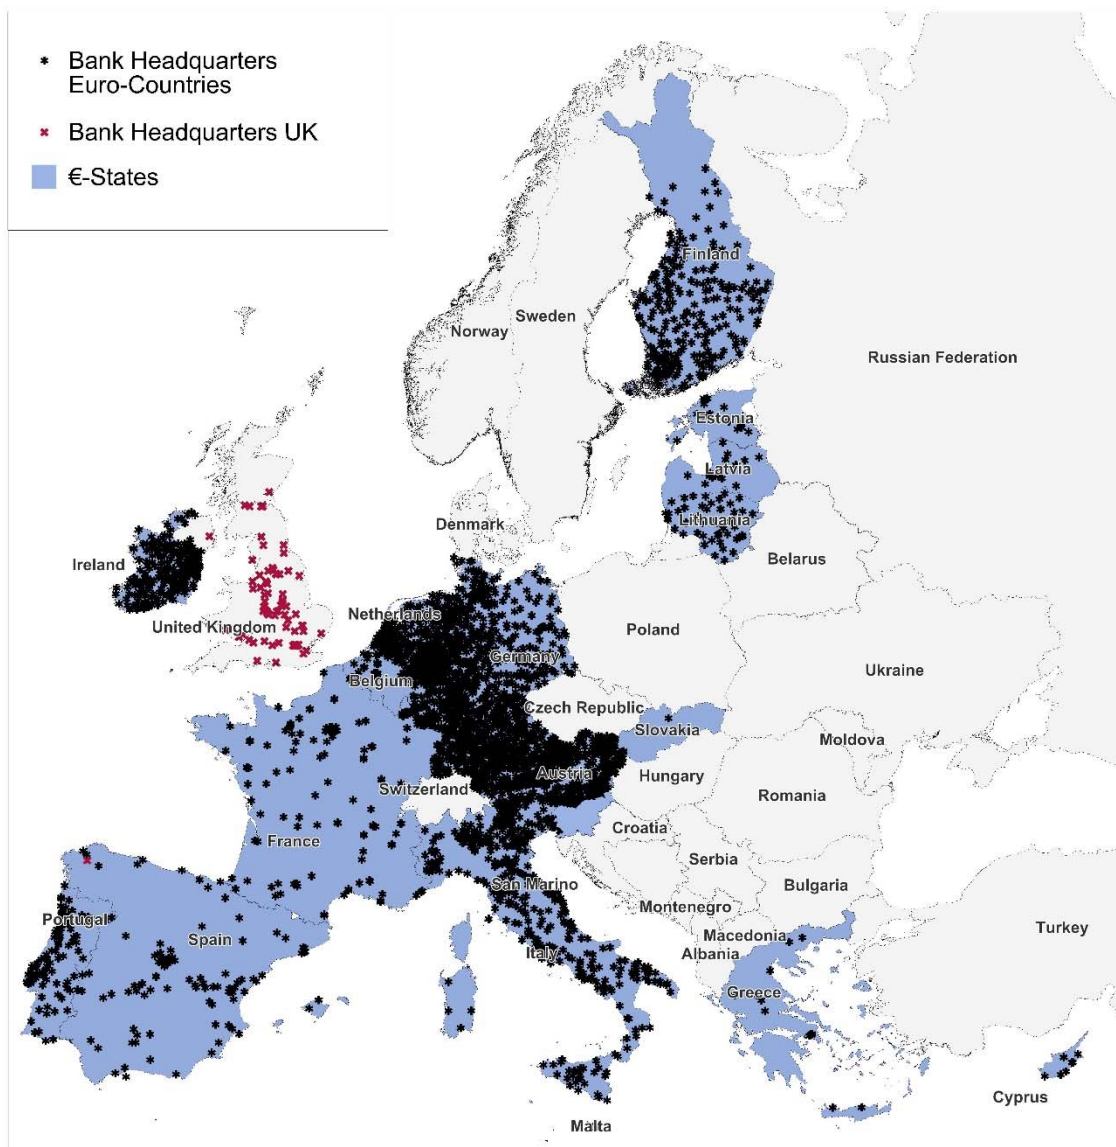 Bank Headquarters
Euro-Countries
Bank Headquarters UK
€-States
Finland
Norway
Sweden
Russian Federation
Estonia
Latvia
Lithuania
Denmark
Belarus
Ireland
Netherlands
United Kingdom
Poland
Germany
Ukraine
Belgium
Czech Republic
Slovakia
Moldova
Austria
Hungary
Switzerland
Romania
Croatia
France
Serbia
San Marino
Bulgaria
Montenegro
Portugal
Turkey
Spain
Macedonia
Italy
Albania
Greece
Cyprus
Malta